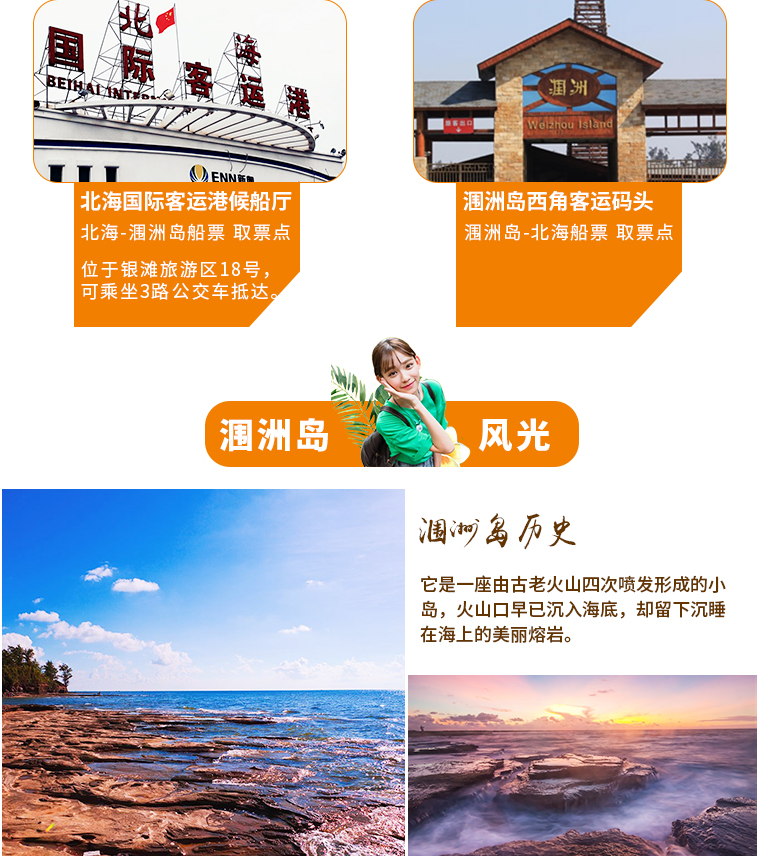 北海
国际客运港
BEIHAI INTER
ENN新奥
涠洲
旅客出口
Weizhou Island
北海国际客运港候船厅
北海-涠洲岛船票 取票点
位于银滩旅游区18号，
可乘坐3路公交车抵达。
涠洲岛西角客运码头
涠洲岛-北海船票 取票点
涠洲岛 风光
涠洲岛历史
它是一座由古老火山四次喷发形成的小
岛，火山口早已沉入海底，却留下沉睡
在海上的美丽熔岩。